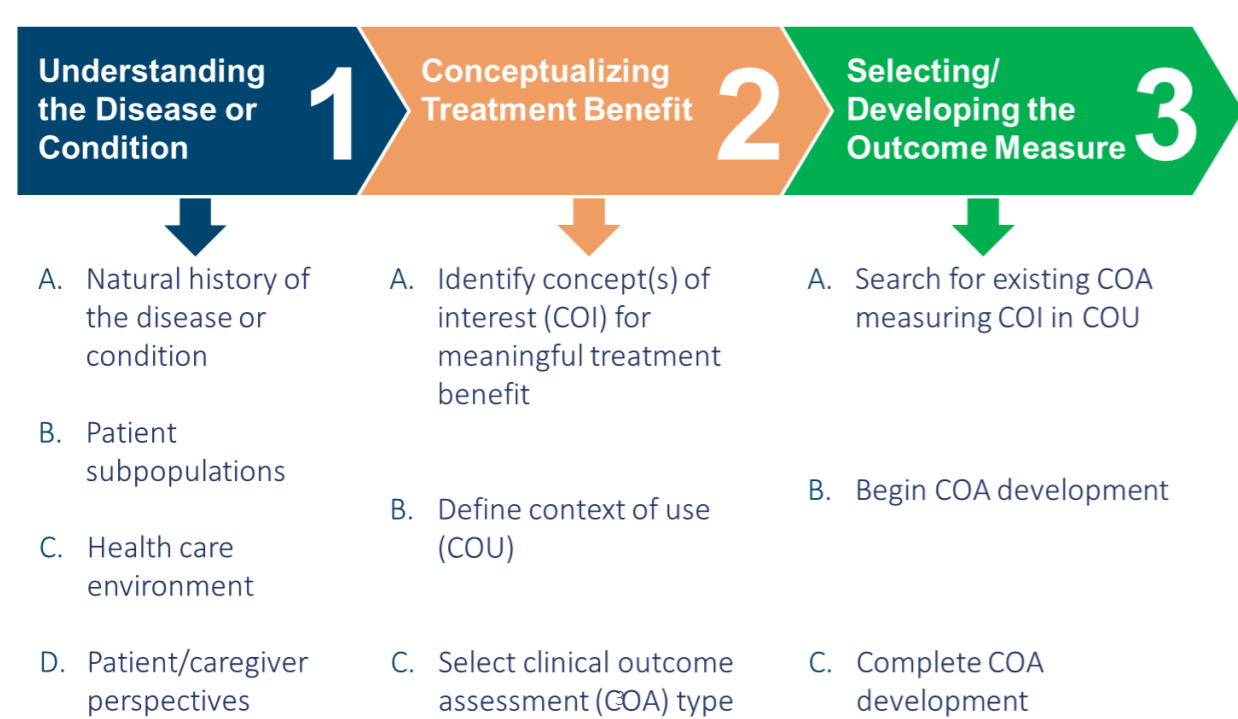 Understanding
the Disease or
Condition
1
Conceptualizing
Treatment Benefit
2
Selecting/
Developing the
Outcome Measure
3
A. Natural history of
the disease or
condition
B. Patient
subpopulations
C. Health care
environment
D. Patient/caregiver
perspectives
A. Identify concept(s) of
interest (COI) for
meaningful treatment
benefit
B. Define context of use
(COU)
C. Select clinical outcome
assessment (COA) type
A. Search for existing COA
measuring COI in COU
B. Begin COA development
C. Complete COA
development